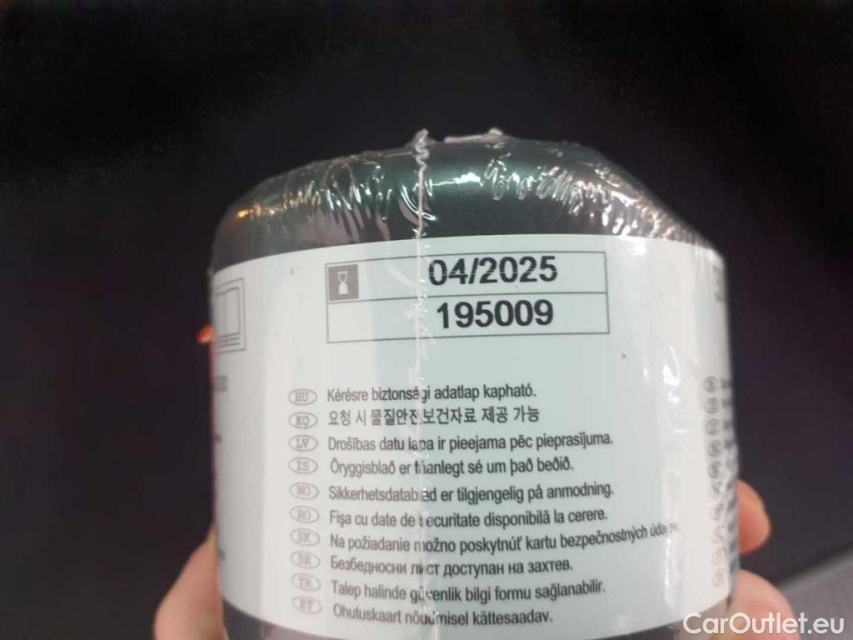 04/2025
195009
HU Kérésre biztonsági adatlap kapható.
KO 요청 시 물질안전보건자료 제공 가능
LV Drošības datu lapa ir pieejama pēc pieprasījuma.
IS Öryggisblað er fáanlegt sé um það beðið.
NO Sikkerhetsdatablad er tilgjengelig på anmodning.
RO Fişa cu date de securitate disponibilă la cerere.
SK Na požiadanie možno poskytnúť kartu bezpečnostných
SR Безбедносни лист доступан на захтев.
TR Talep halinde güvenlik bilgi formu sağlanabilir.
Ohutuskaart nõudmisel kättesaadav.
CarOutlet.eu